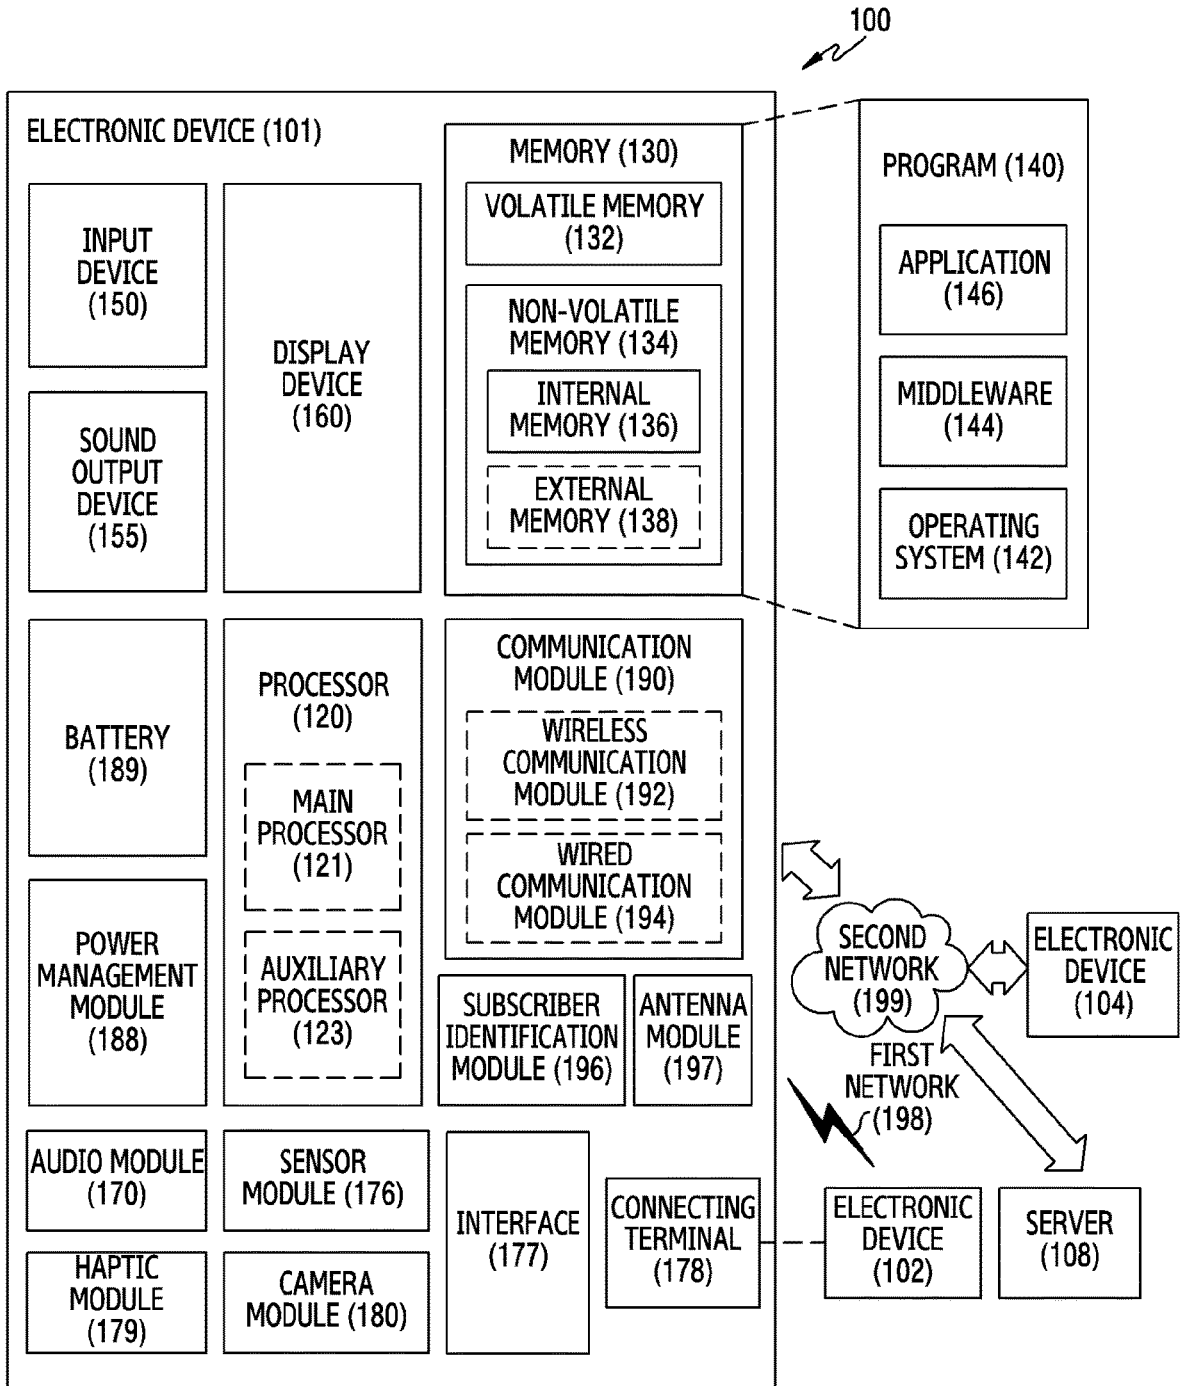 100
ELECTRONIC DEVICE (101)
INPUT
DEVICE
(150)
SOUND
OUTPUT
DEVICE
(155)
DISPLAY
DEVICE
(160)
MEMORY (130)
VOLATILE MEMORY
(132)
NON-VOLATILE
MEMORY (134)
INTERNAL
MEMORY (136)
EXTERNAL
MEMORY (138)
PROGRAM (140)
APPLICATION
(146)
MIDDLEWARE
(144)
OPERATING
SYSTEM (142)
BATTERY
(189)
POWER
MANAGEMENT
MODULE
(188)
PROCESSOR
(120)
MAIN
PROCESSOR
(121)
AUXILIARY
PROCESSOR
(123)
COMMUNICATION
MODULE (190)
WIRELESS
COMMUNICATION
MODULE (192)
WIRED
COMMUNICATION
MODULE (194)
SUBSCRIBER
IDENTIFICATION
MODULE (196)
ANTENNA
MODULE
(197)
SECOND
NETWORK
(199)
ELECTRONIC
DEVICE
(104)
FIRST
NETWORK
(198)
AUDIO MODULE
(170)
SENSOR
MODULE (176)
HAPTIC
MODULE
(179)
CAMERA
MODULE (180)
INTERFACE
(177)
CONNECTING
TERMINAL
(178)
ELECTRONIC
DEVICE
(102)
SERVER
(108)